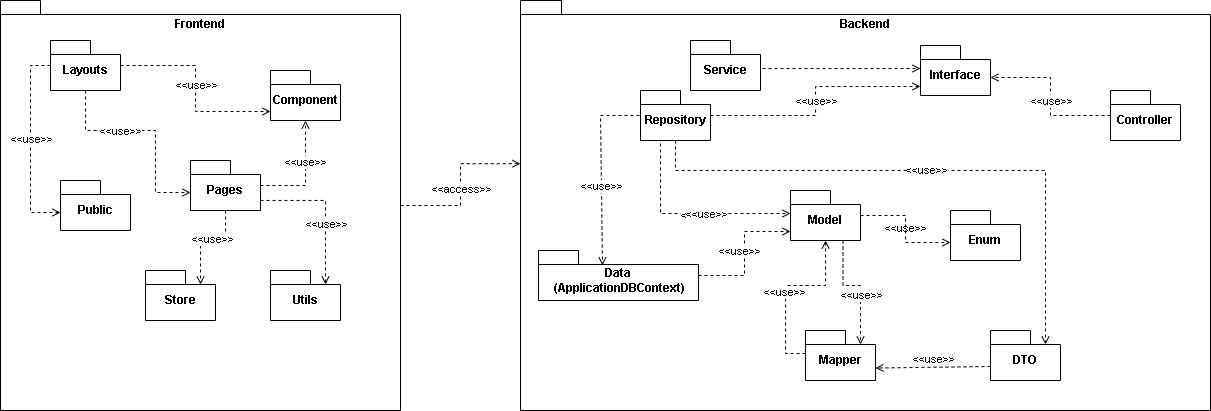 Frontend
Layouts
<<use>>
Component
<<use>>
<<use>>
<<use>>
Pages
Public
<<use>>
<<use>>
Store
Utils
<<access>>
Backend
Service
Interface
<<use>>
<<use>>
Repository
Controller
<<use>>
<<use>>
<<use>>
Model
<<use>>
Enum
<<use>>
Data
(ApplicationDBContext)
<<use>>
<<use>>
Mapper
<<use>>
DTO